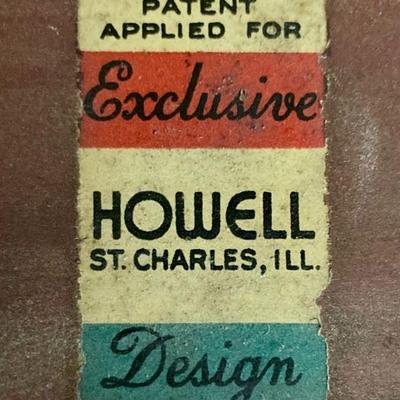 PATENT
APPLIED FOR
Exclusive
HOWELL
ST. CHARLES, ILL.
Design